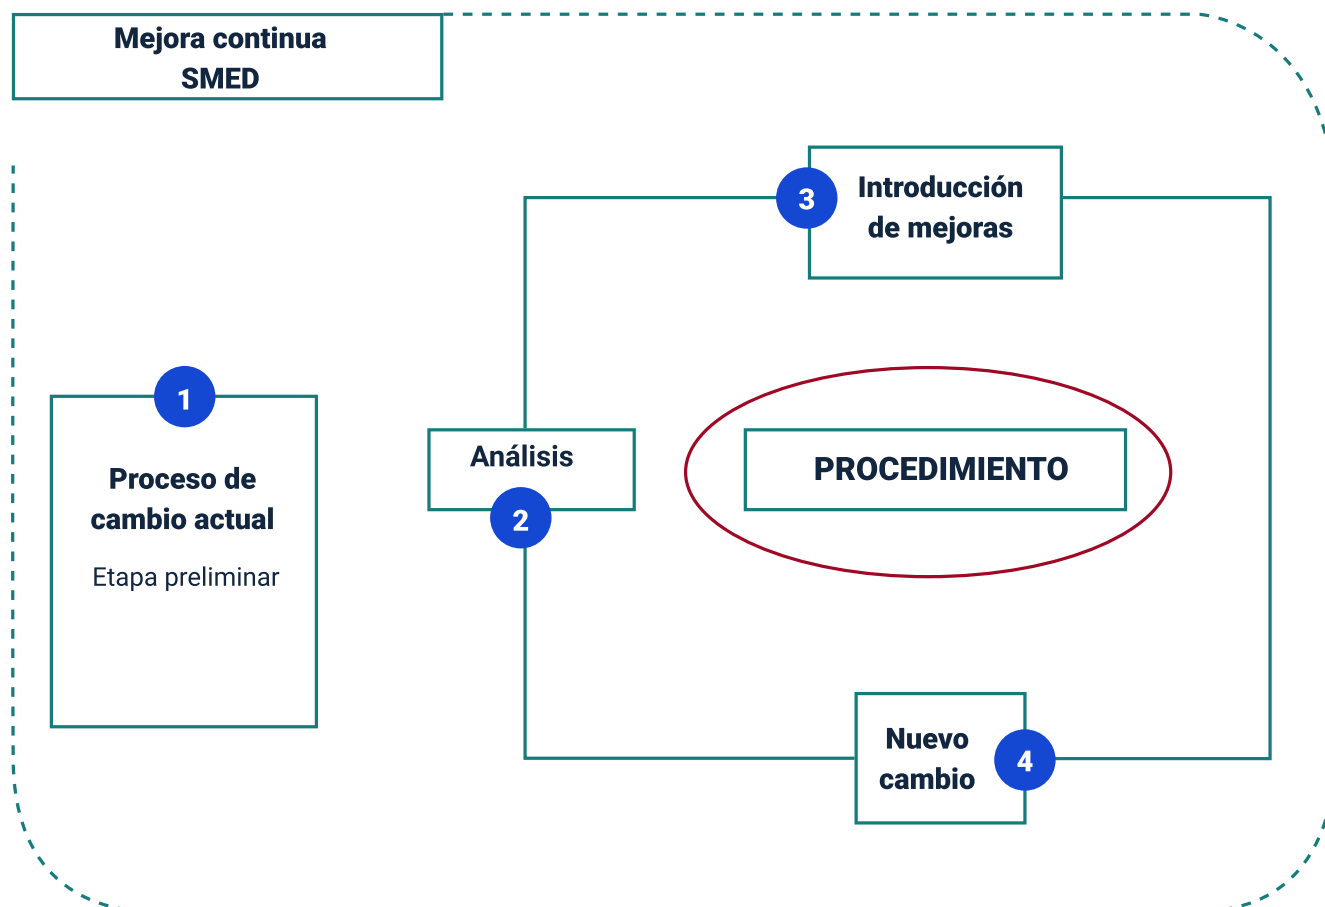 Mejora continua
SMED
3
Introducción
de mejoras
1
Proceso de
cambio actual
Etapa preliminar
Análisis
2
PROCEDIMIENTO
Nuevo
cambio
4